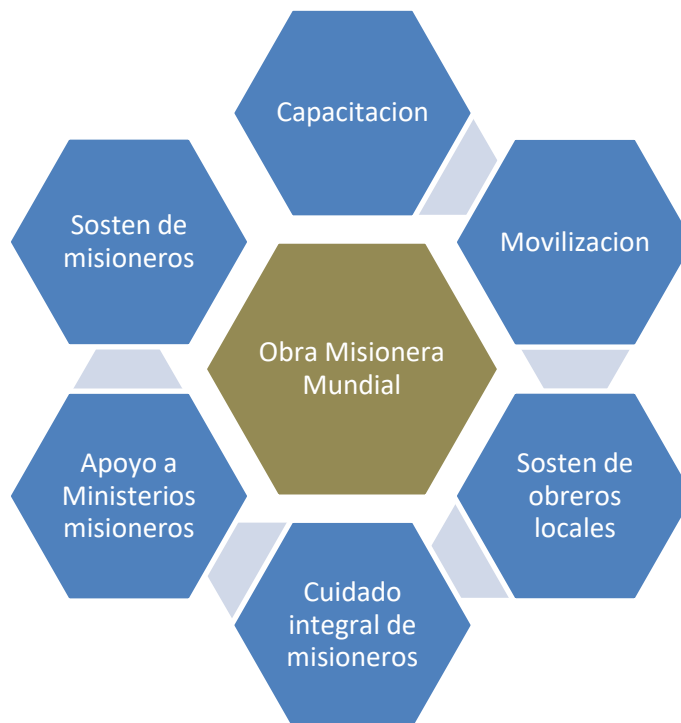 Capacitacion
Sosten de
misioneros
Movilizacion
Obra Misionera
Mundial
Apoyo a
Ministerios
misioneros
Sosten de
obreros
locales
Cuidado
integral de
misioneros